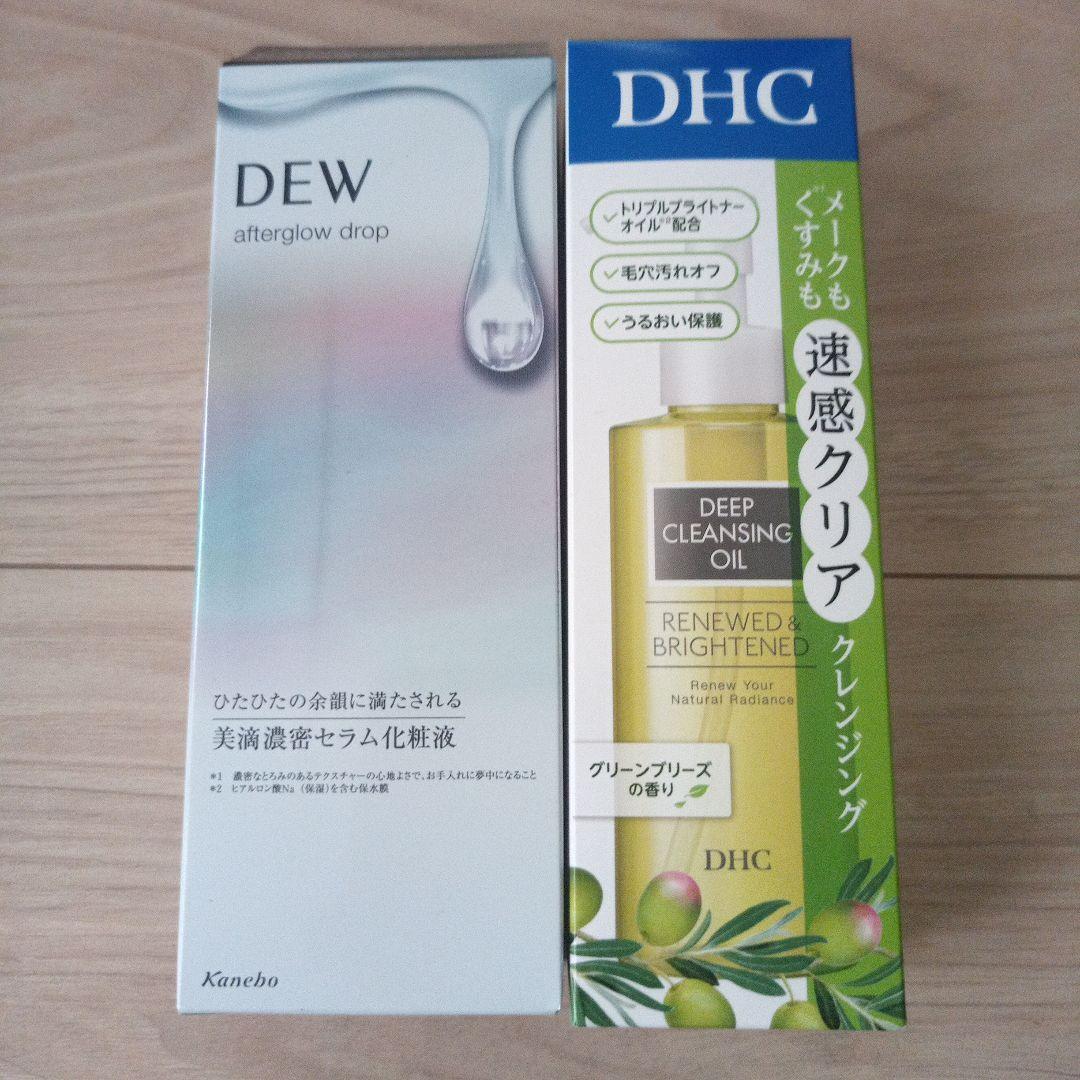 DEW
afterglow drop
ひたひたの余韻に満たされる
美滴濃密セラム化粧液
*1 濃密なとろみのあるテクスチャーの心地よさで、お手入れに夢中になること
*2 ヒアルロン酸Na(保湿)を含む保水膜
Kanebo
DHC
トリプルブライトナー
オイル※2配合
毛穴汚れオフ
うるおい保護
メークも
くすみも
速感クリア
クレンジング
DEEP
CLEANSING
OIL
RENEWED &
BRIGHTENED
Renew Your
Natural Radiance
グリーンブリーズ
の香り
DHC